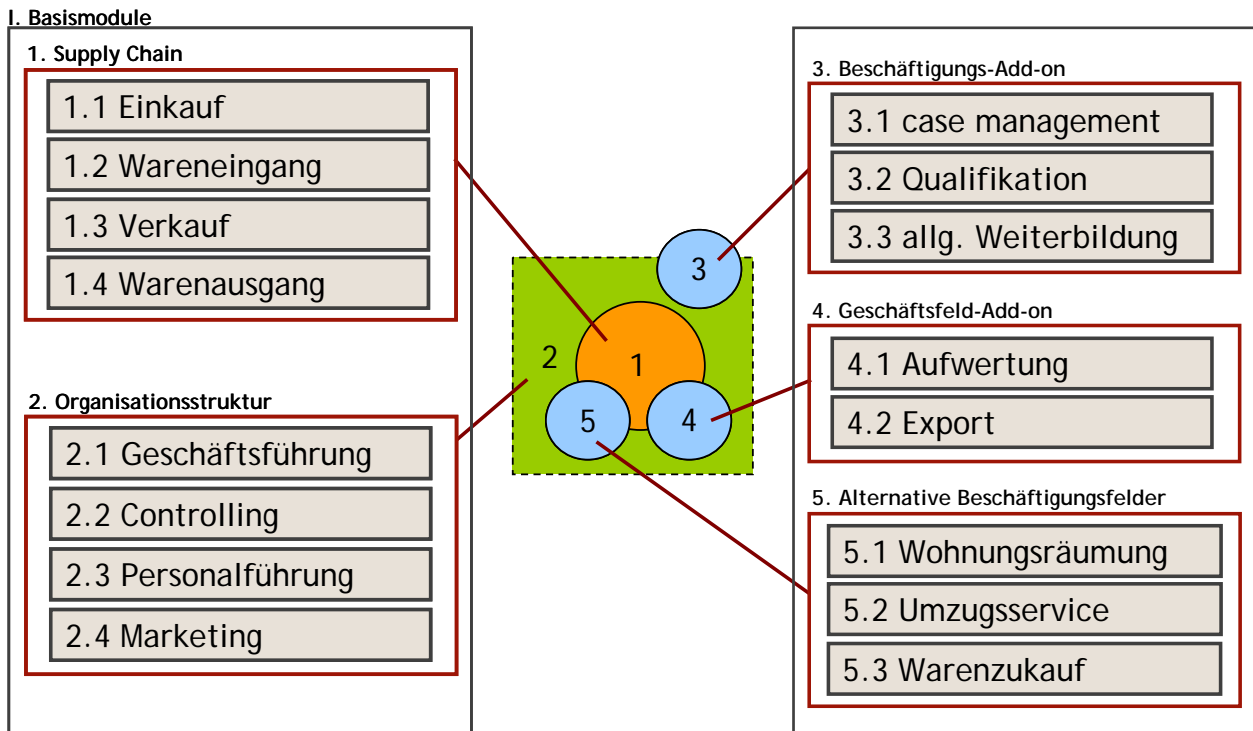 I. Basismodule
1. Supply Chain
1.1 Einkauf
1.2 Wareneingang
1.3 Verkauf
1.4 Warenausgang
2. Organisationsstruktur
2.1 Geschäftsführung
2.2 Controlling
2.3 Personalführung
2.4 Marketing
3
2
1
5
4
3. Beschäftigungs-Add-on
3.1 case management
3.2 Qualifikation
3.3 allg. Weiterbildung
4. Geschäftsfeld-Add-on
4.1 Aufwertung
4.2 Export
5. Alternative Beschäftigungsfelder
5.1 Wohnungsräumung
5.2 Umzugsservice
5.3 Warenzukauf